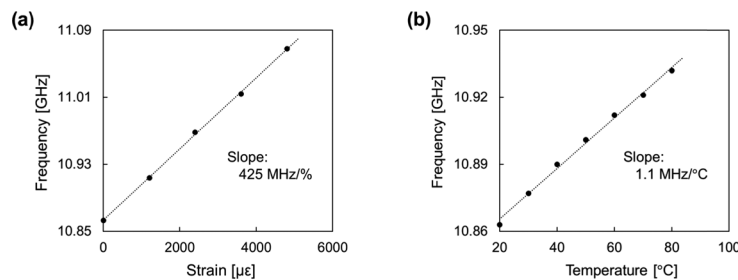 (a)
11.09
11.01
10.93
10.85
Frequency [GHz]
Slope:
425 MHz/%
0 2000 4000 6000
Strain [µε]
(b)
10.95
10.92
10.89
10.86
Frequency [GHz]
Slope:
1.1 MHz/°C
20 40 60 80 100
Temperature [°C]